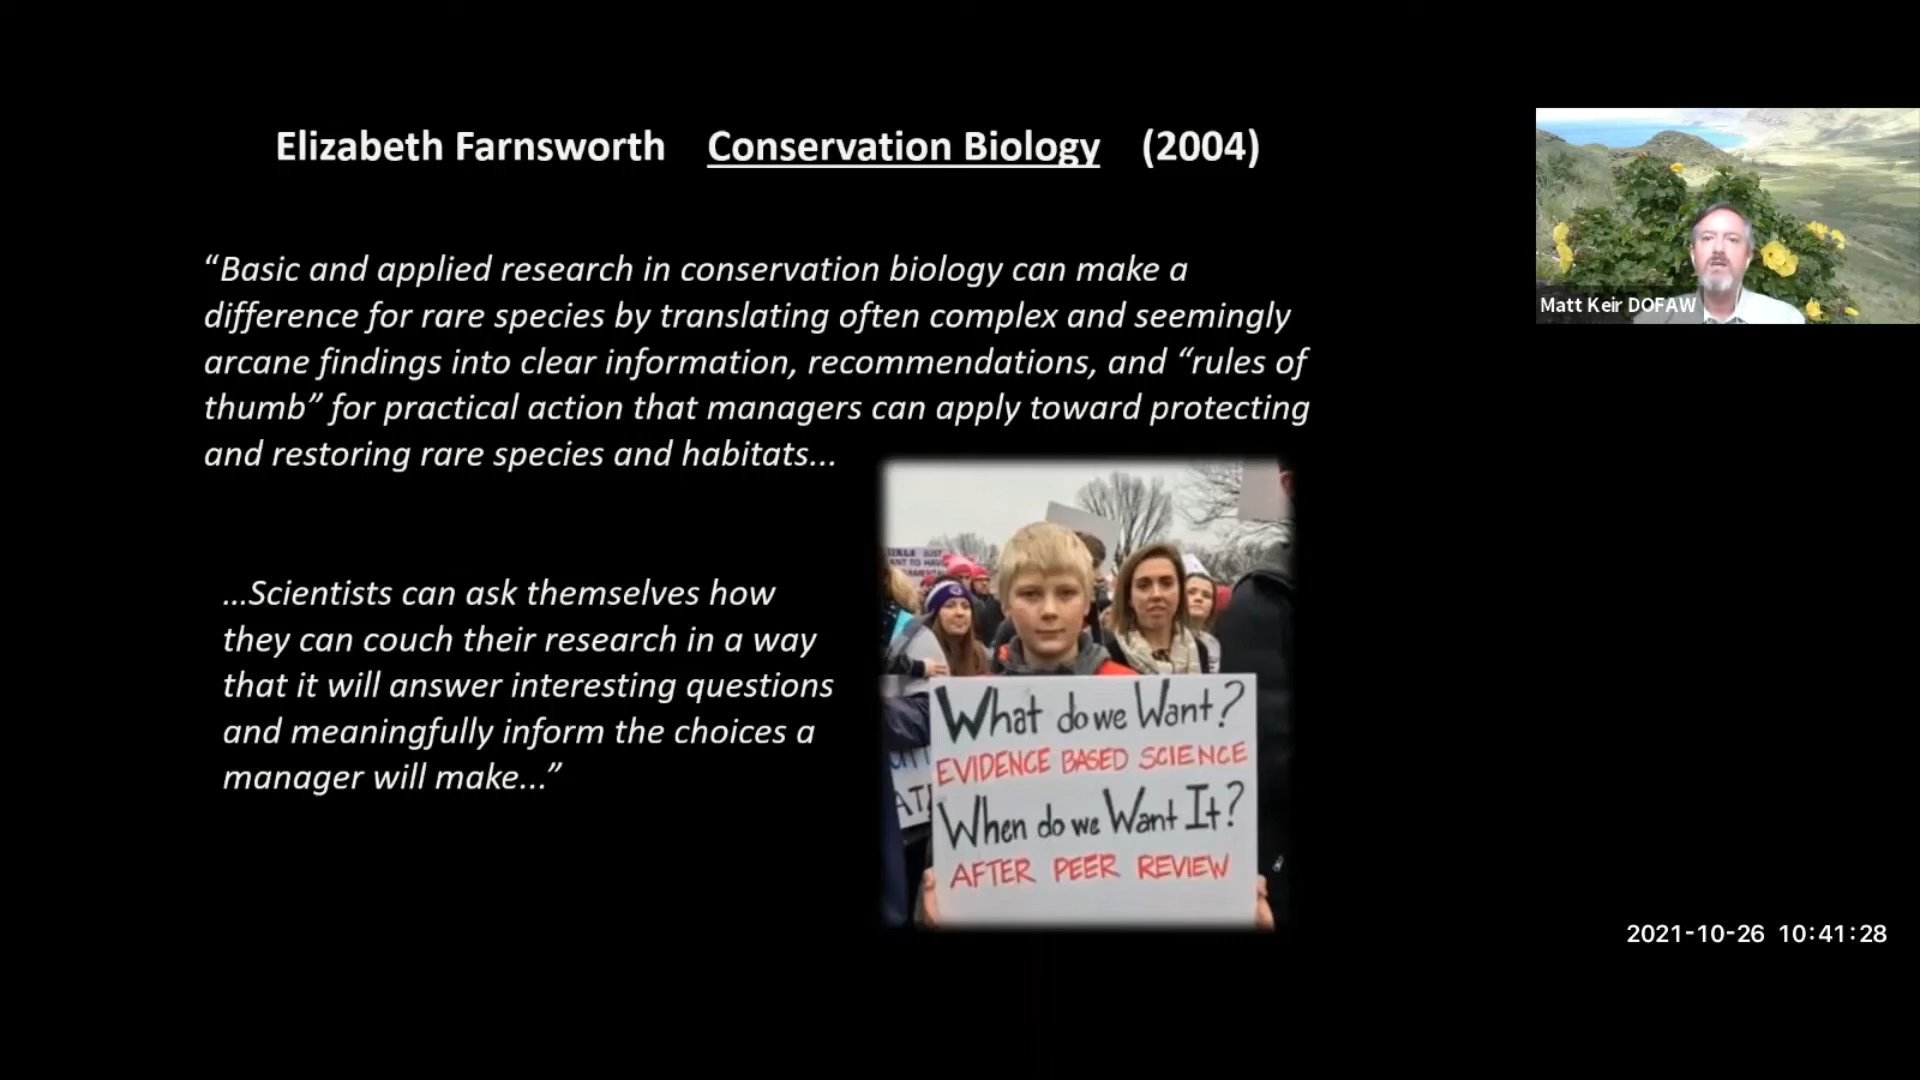 Elizabeth Farnsworth Conservation Biology (2004)
“Basic and applied research in conservation biology can make a
difference for rare species by translating often complex and seemingly
arcane findings into clear information, recommendations, and “rules of
thumb” for practical action that managers can apply toward protecting
and restoring rare species and habitats...
...Scientists can ask themselves how
they can couch their research in a way
that it will answer interesting questions
and meaningfully inform the choices a
manager will make...”
What do we Want?
EVIDENCE BASED SCIENCE
When do we Want It?
AFTER PEER REVIEW
Matt Keir DOFAW
2021-10-26 10:41:28